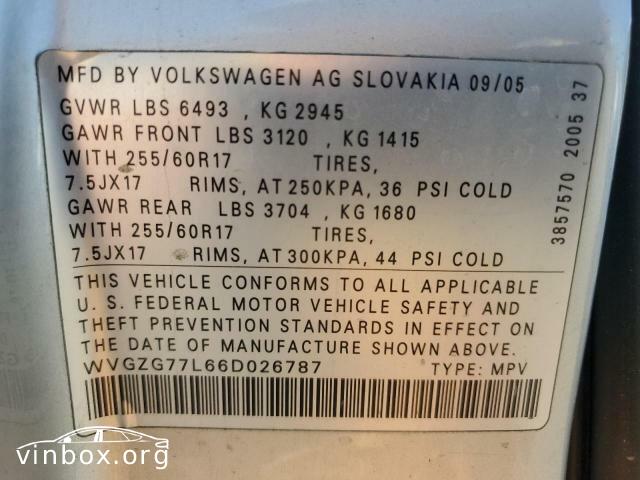 MFD BY VOLKSWAGEN AG SLOVAKIA 09/05
GVWR LBS 6493 , KG 2945
GAWR FRONT LBS 3120 , KG 1415
WITH 255/60R17 TIRES,
7.5JX17 RIMS, AT 250KPA, 36 PSI COLD
GAWR REAR LBS 3704 , KG 1680
WITH 255/60R17 TIRES,
7.5JX17 RIMS, AT 300KPA, 44 PSI COLD
THIS VEHICLE CONFORMS TO ALL APPLICABLE
U. S. FEDERAL MOTOR VEHICLE SAFETY AND
THEFT PREVENTION STANDARDS IN EFFECT ON
THE DATE OF MANUFACTURE SHOWN ABOVE.
WVGZG77L66D026787 TYPE: MPV
3857570 2005 37
vinbox.org